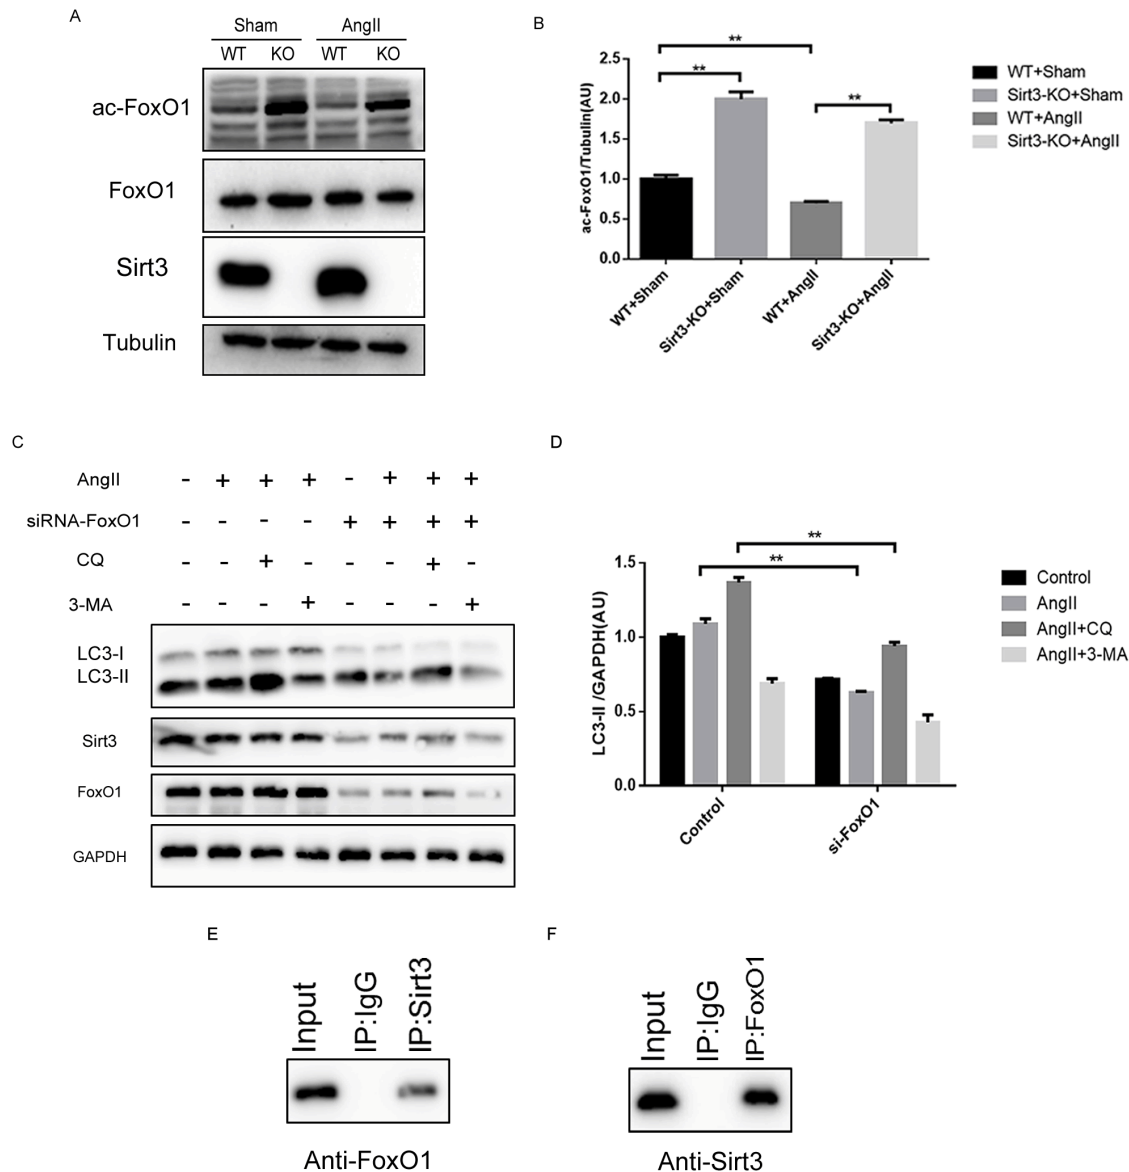 A
Sham AngII
WT KO WT KO
ac-FoxO1
FoxO1
Sirt3
Tubulin
B
** ** **
ac-FoxO1/Tubulin(AU)
2.5
2.0
1.5
1.0
0.5
0.0
WT+Sham
Sirt3-KO+Sham
WT+AngII
Sirt3-KO+AngII
WT+Sham
Sirt3-KO+Sham
WT+AngII
Sirt3-KO+AngII
C
AngII - + + + - + + +
siRNA-FoxO1 - - - - + + + +
CQ - - + - - - + -
3-MA - - - + - - - +
LC3-I
LC3-II
Sirt3
FoxO1
GAPDH
D
** **
LC3-II /GAPDH(AU)
1.5
1.0
0.5
0.0
Control
si-FoxO1
Control
AngII
AngII+CQ
AngII+3-MA
E
Input IP:IgG IP:Sirt3
Anti-FoxO1
F
Input IP:IgG IP:FoxO1
Anti-Sirt3